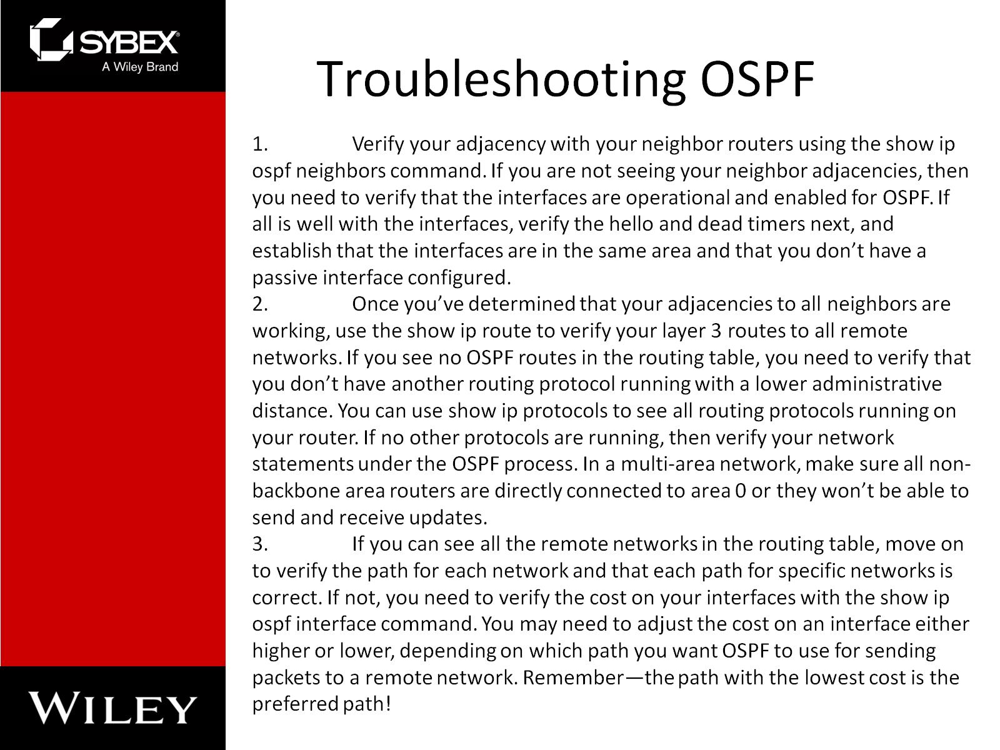 SYBEX®
A Wiley Brand
Troubleshooting OSPF
1. Verify your adjacency with your neighbor routers using the show ip
ospf neighbors command. If you are not seeing your neighbor adjacencies, then
you need to verify that the interfaces are operational and enabled for OSPF. If
all is well with the interfaces, verify the hello and dead timers next, and
establish that the interfaces are in the same area and that you don’t have a
passive interface configured.
2. Once you’ve determined that your adjacencies to all neighbors are
working, use the show ip route to verify your layer 3 routes to all remote
networks. If you see no OSPF routes in the routing table, you need to verify that
you don’t have another routing protocol running with a lower administrative
distance. You can use show ip protocols to see all routing protocols running on
your router. If no other protocols are running, then verify your network
statements under the OSPF process. In a multi-area network, make sure all non-
backbone area routers are directly connected to area 0 or they won’t be able to
send and receive updates.
3. If you can see all the remote networks in the routing table, move on
to verify the path for each network and that each path for specific networks is
correct. If not, you need to verify the cost on your interfaces with the show ip
ospf interface command. You may need to adjust the cost on an interface either
higher or lower, depending on which path you want OSPF to use for sending
packets to a remote network. Remember—the path with the lowest cost is the
preferred path!
WILEY